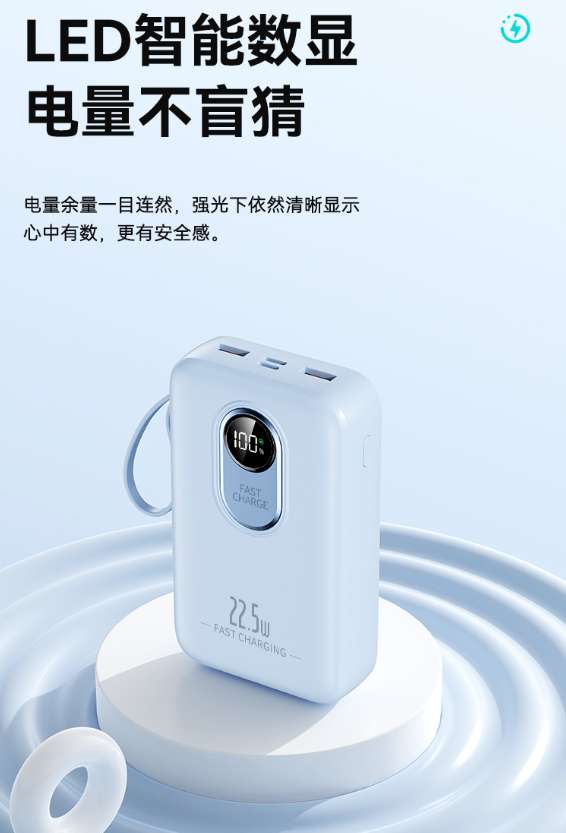 LED智能数显
电量不盲猜
电量余量一目连然，强光下依然清晰显示
心中有数，更有安全感。
100%
FAST
CHARGE
22.5W
FAST CHARGING